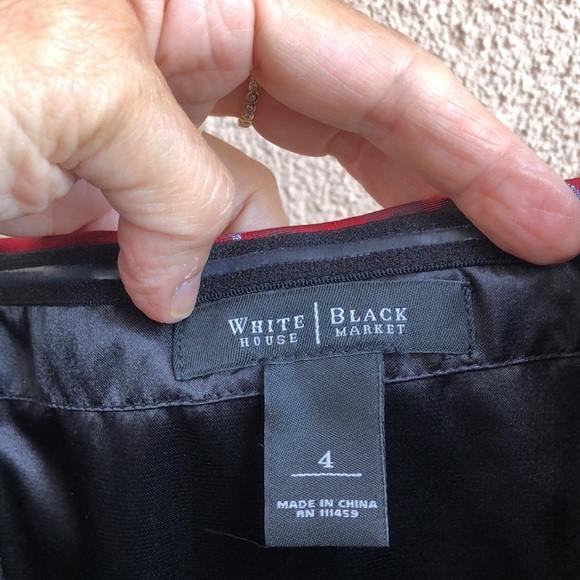 WHITE | BLACK
HOUSE MARKET
4
MADE IN CHINA
RN 111459